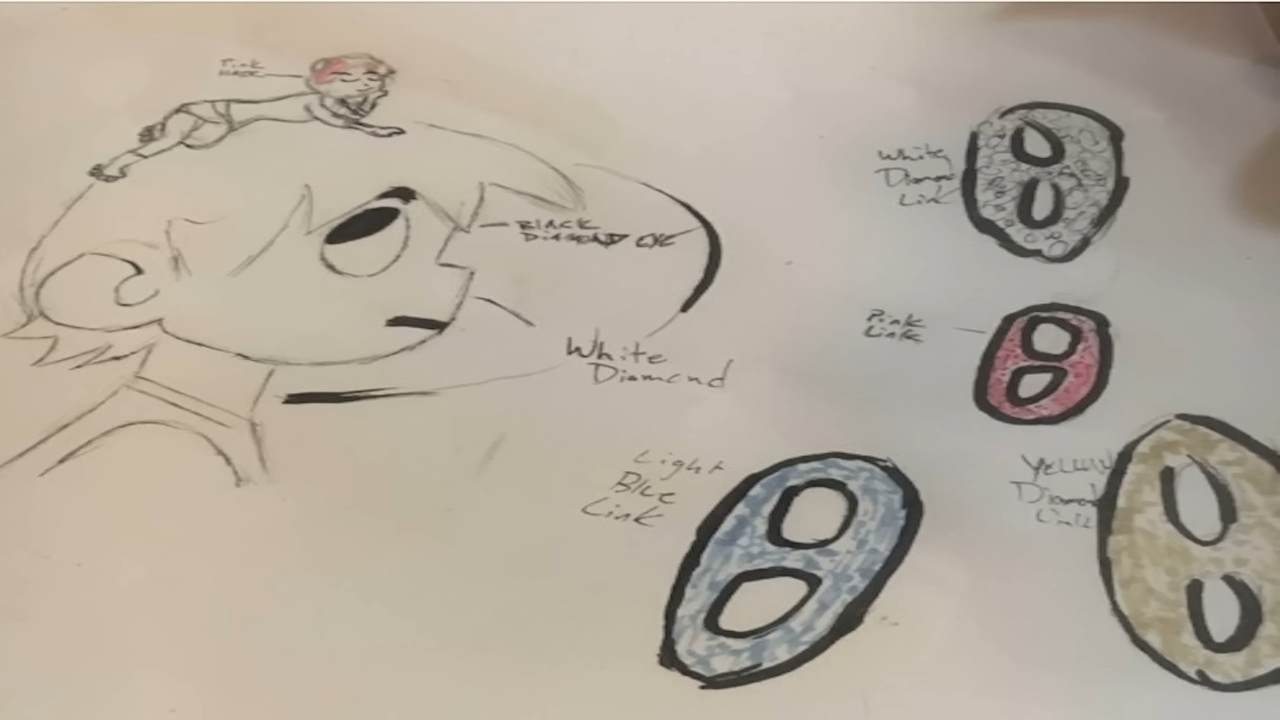 Pink
Hair
BLACK
DIAMOND EYE
White
Diamond
White
Diamond
Link
Pink
Link
Light
Blue
Link
YELLOW
Diamond
Link